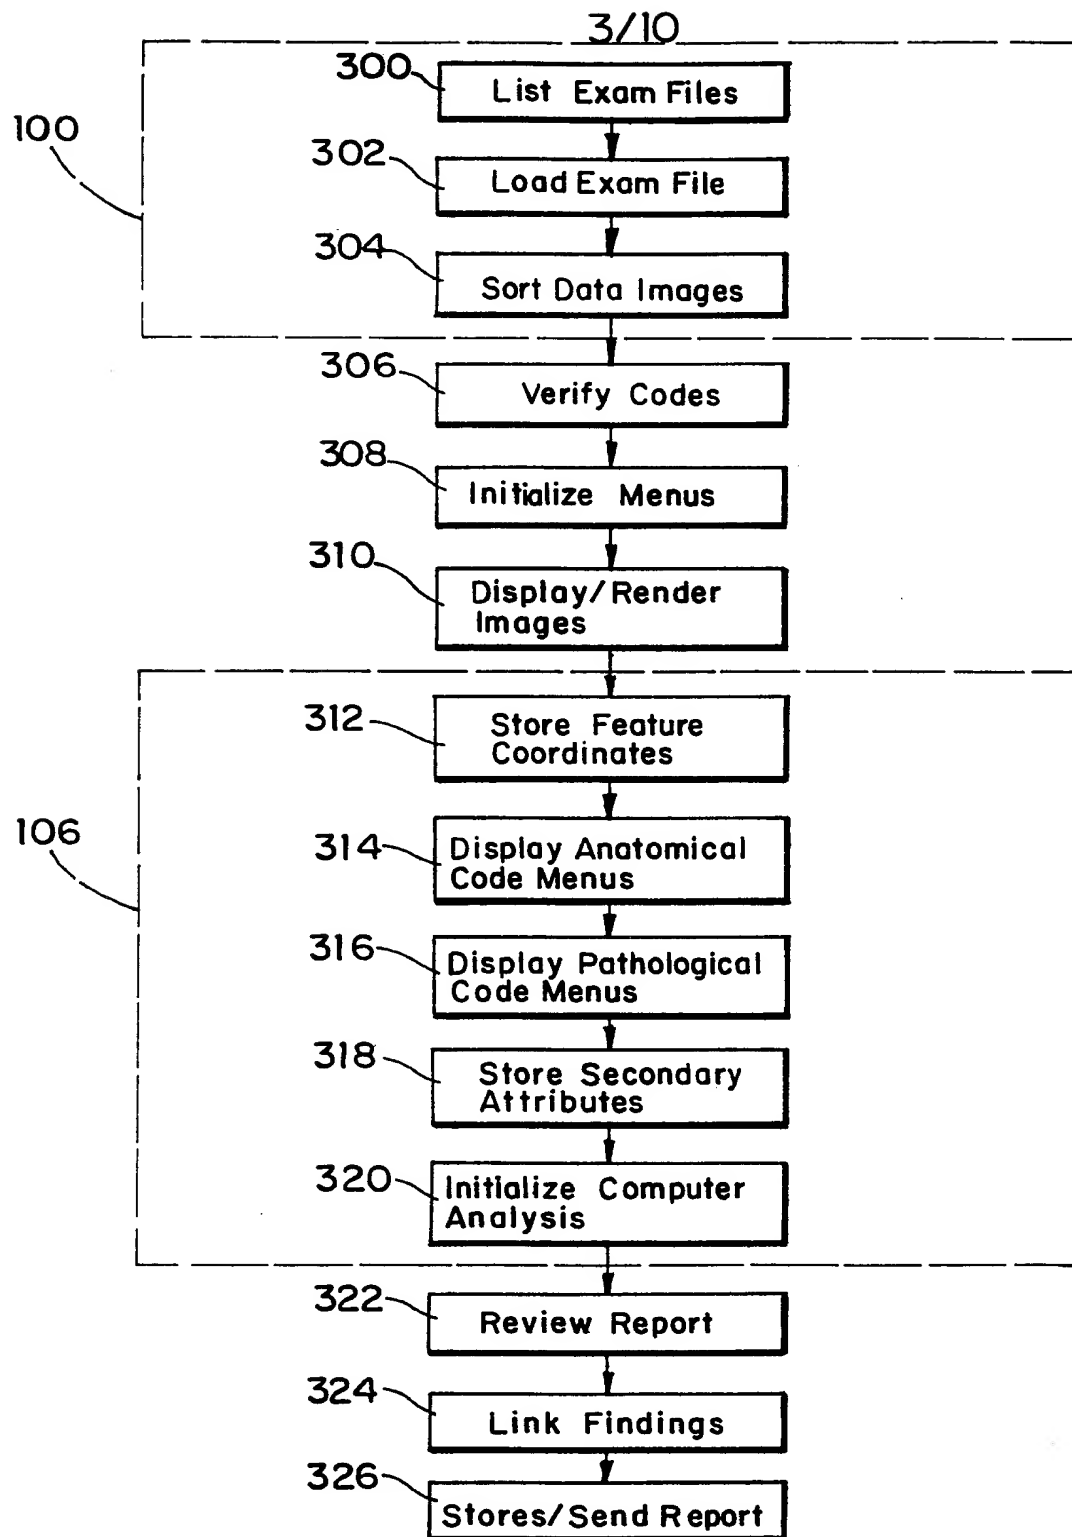 3/10
300
List Exam Files
100
302
Load Exam File
304
Sort Data Images
306
Verify Codes
308
Initialize Menus
310
Display/Render
Images
312
Store Feature
Coordinates
106
314
Display Anatomical
Code Menus
316
Display Pathological
Code Menus
318
Store Secondary
Attributes
320
Initialize Computer
Analysis
322
Review Report
324
Link Findings
326
Stores/Send Report